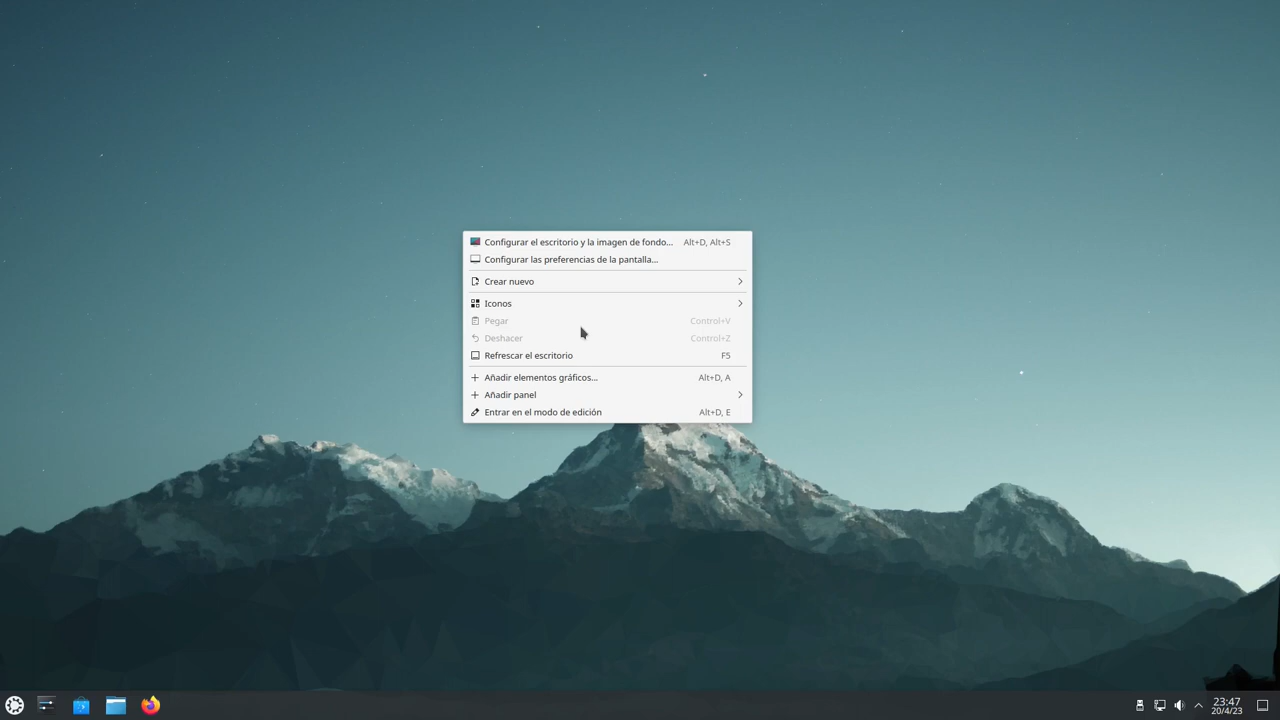 Configurar el escritorio y la imagen de fondo... Alt+D, Alt+S
Configurar las preferencias de la pantalla...
Crear nuevo
Iconos
Pegar Control+V
Deshacer Control+Z
Refrescar el escritorio F5
Añadir elementos gráficos... Alt+D, A
Añadir panel
Entrar en el modo de edición Alt+D, E
23:47
20/4/23